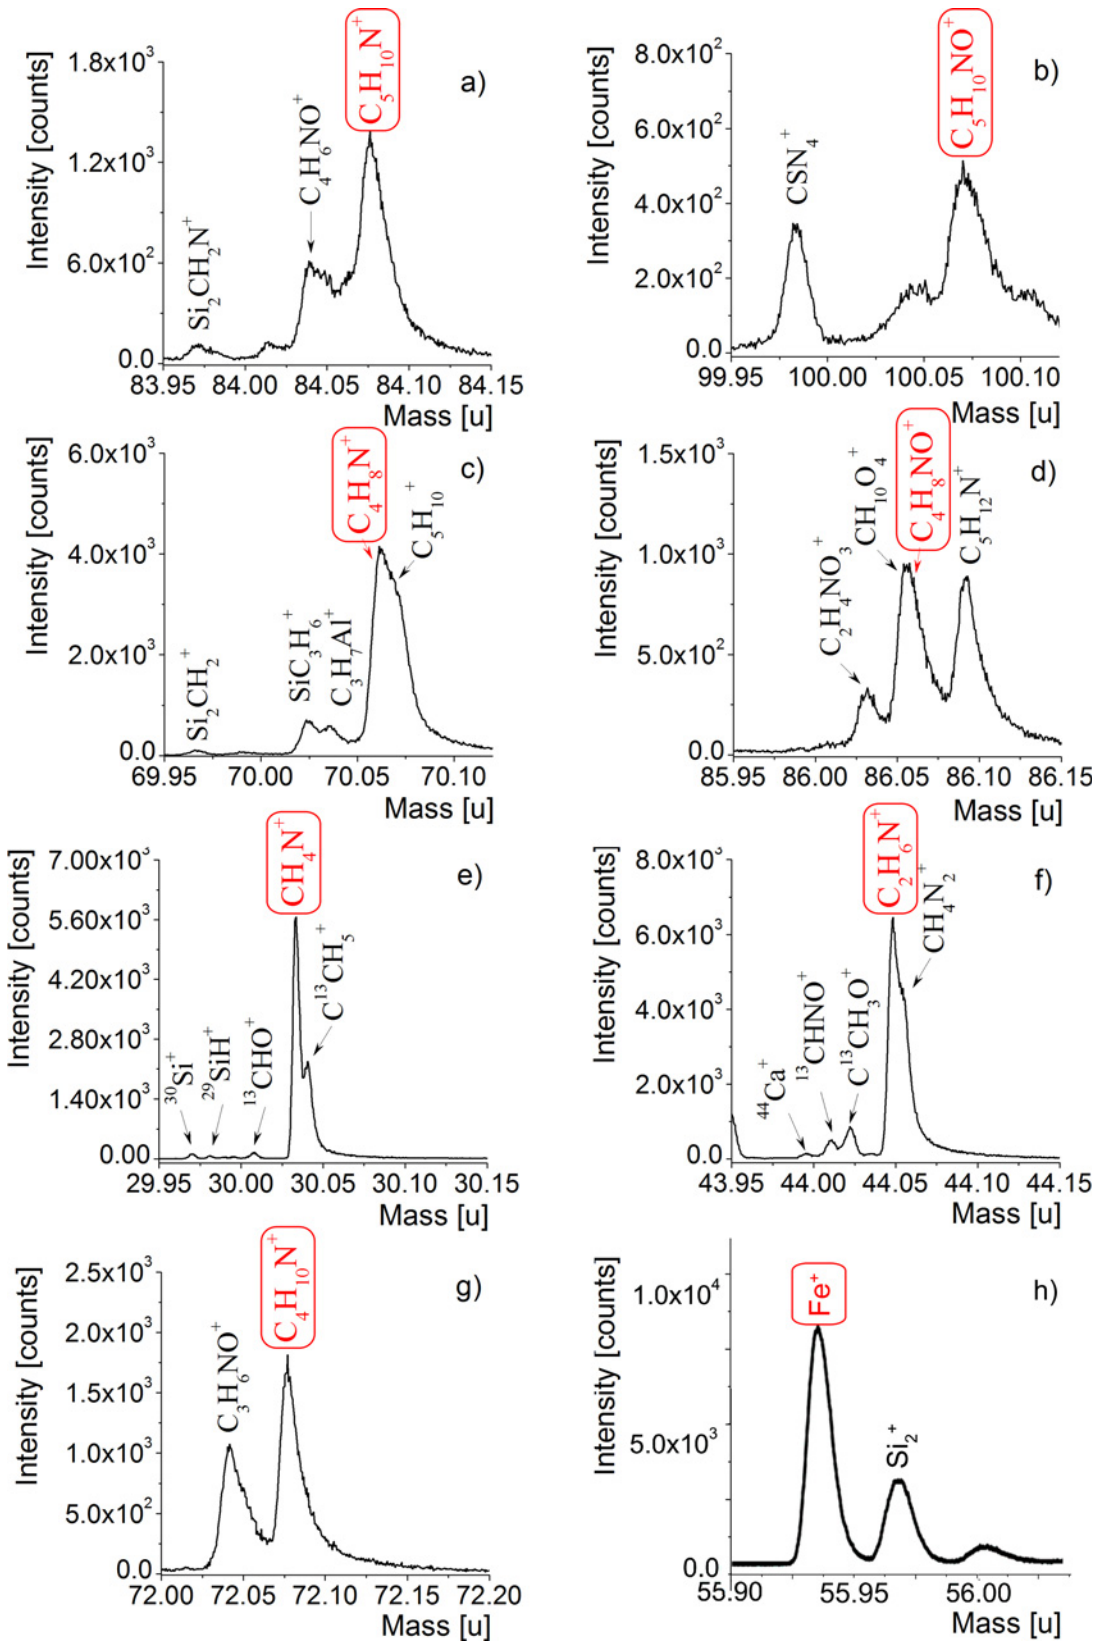 a)
Intensity [counts]
1.8x10³
1.2x10³
6.0x10²
0.0
Si₂CH₂N⁺
C₄H₆NO⁺
C₅H₁₀N⁺
83.95 84.00 84.05 84.10 84.15
Mass [u]
b)
Intensity [counts]
8.0x10²
6.0x10²
4.0x10²
2.0x10²
0.0
CSN₄⁺
C₅H₁₀NO⁺
99.95 100.00 100.05 100.10
Mass [u]
c)
Intensity [counts]
6.0x10³
4.0x10³
2.0x10³
0.0
Si₂CH₂⁺
SiC₃H₆⁺
C₃H₇Al⁺
C₄H₈N⁺
C₅H₁₀⁺
69.95 70.00 70.05 70.10
Mass [u]
d)
Intensity [counts]
1.5x10³
1.0x10³
5.0x10²
0.0
C₂H₄NO₃⁺
CH₁₀O₄⁺
C₄H₈NO⁺
C₅H₁₂N⁺
85.95 86.00 86.05 86.10 86.15
Mass [u]
e)
Intensity [counts]
7.00x10³
5.60x10³
4.20x10³
2.80x10³
1.40x10³
0.00
³⁰Si⁺
²⁹SiH⁺
¹³CHO⁺
CH₄N⁺
C¹³CH₅⁺
29.95 30.00 30.05 30.10 30.15
Mass [u]
f)
Intensity [counts]
8.0x10³
6.0x10³
4.0x10³
2.0x10³
0.0
⁴⁴Ca⁺
¹³CHNO⁺
C¹³CH₃O⁺
C₂H₆N⁺
CH₄N₂⁺
43.95 44.00 44.05 44.10 44.15
Mass [u]
g)
Intensity [counts]
2.5x10³
2.0x10³
1.5x10³
1.0x10³
5.0x10²
0.0
C₃H₆NO⁺
C₄H₁₀N⁺
72.00 72.04 72.08 72.12 72.16 72.20
Mass [u]
h)
Intensity [counts]
1.0x10⁴
5.0x10³
0.0
Fe⁺
Si₂⁺
55.90 55.95 56.00
Mass [u]